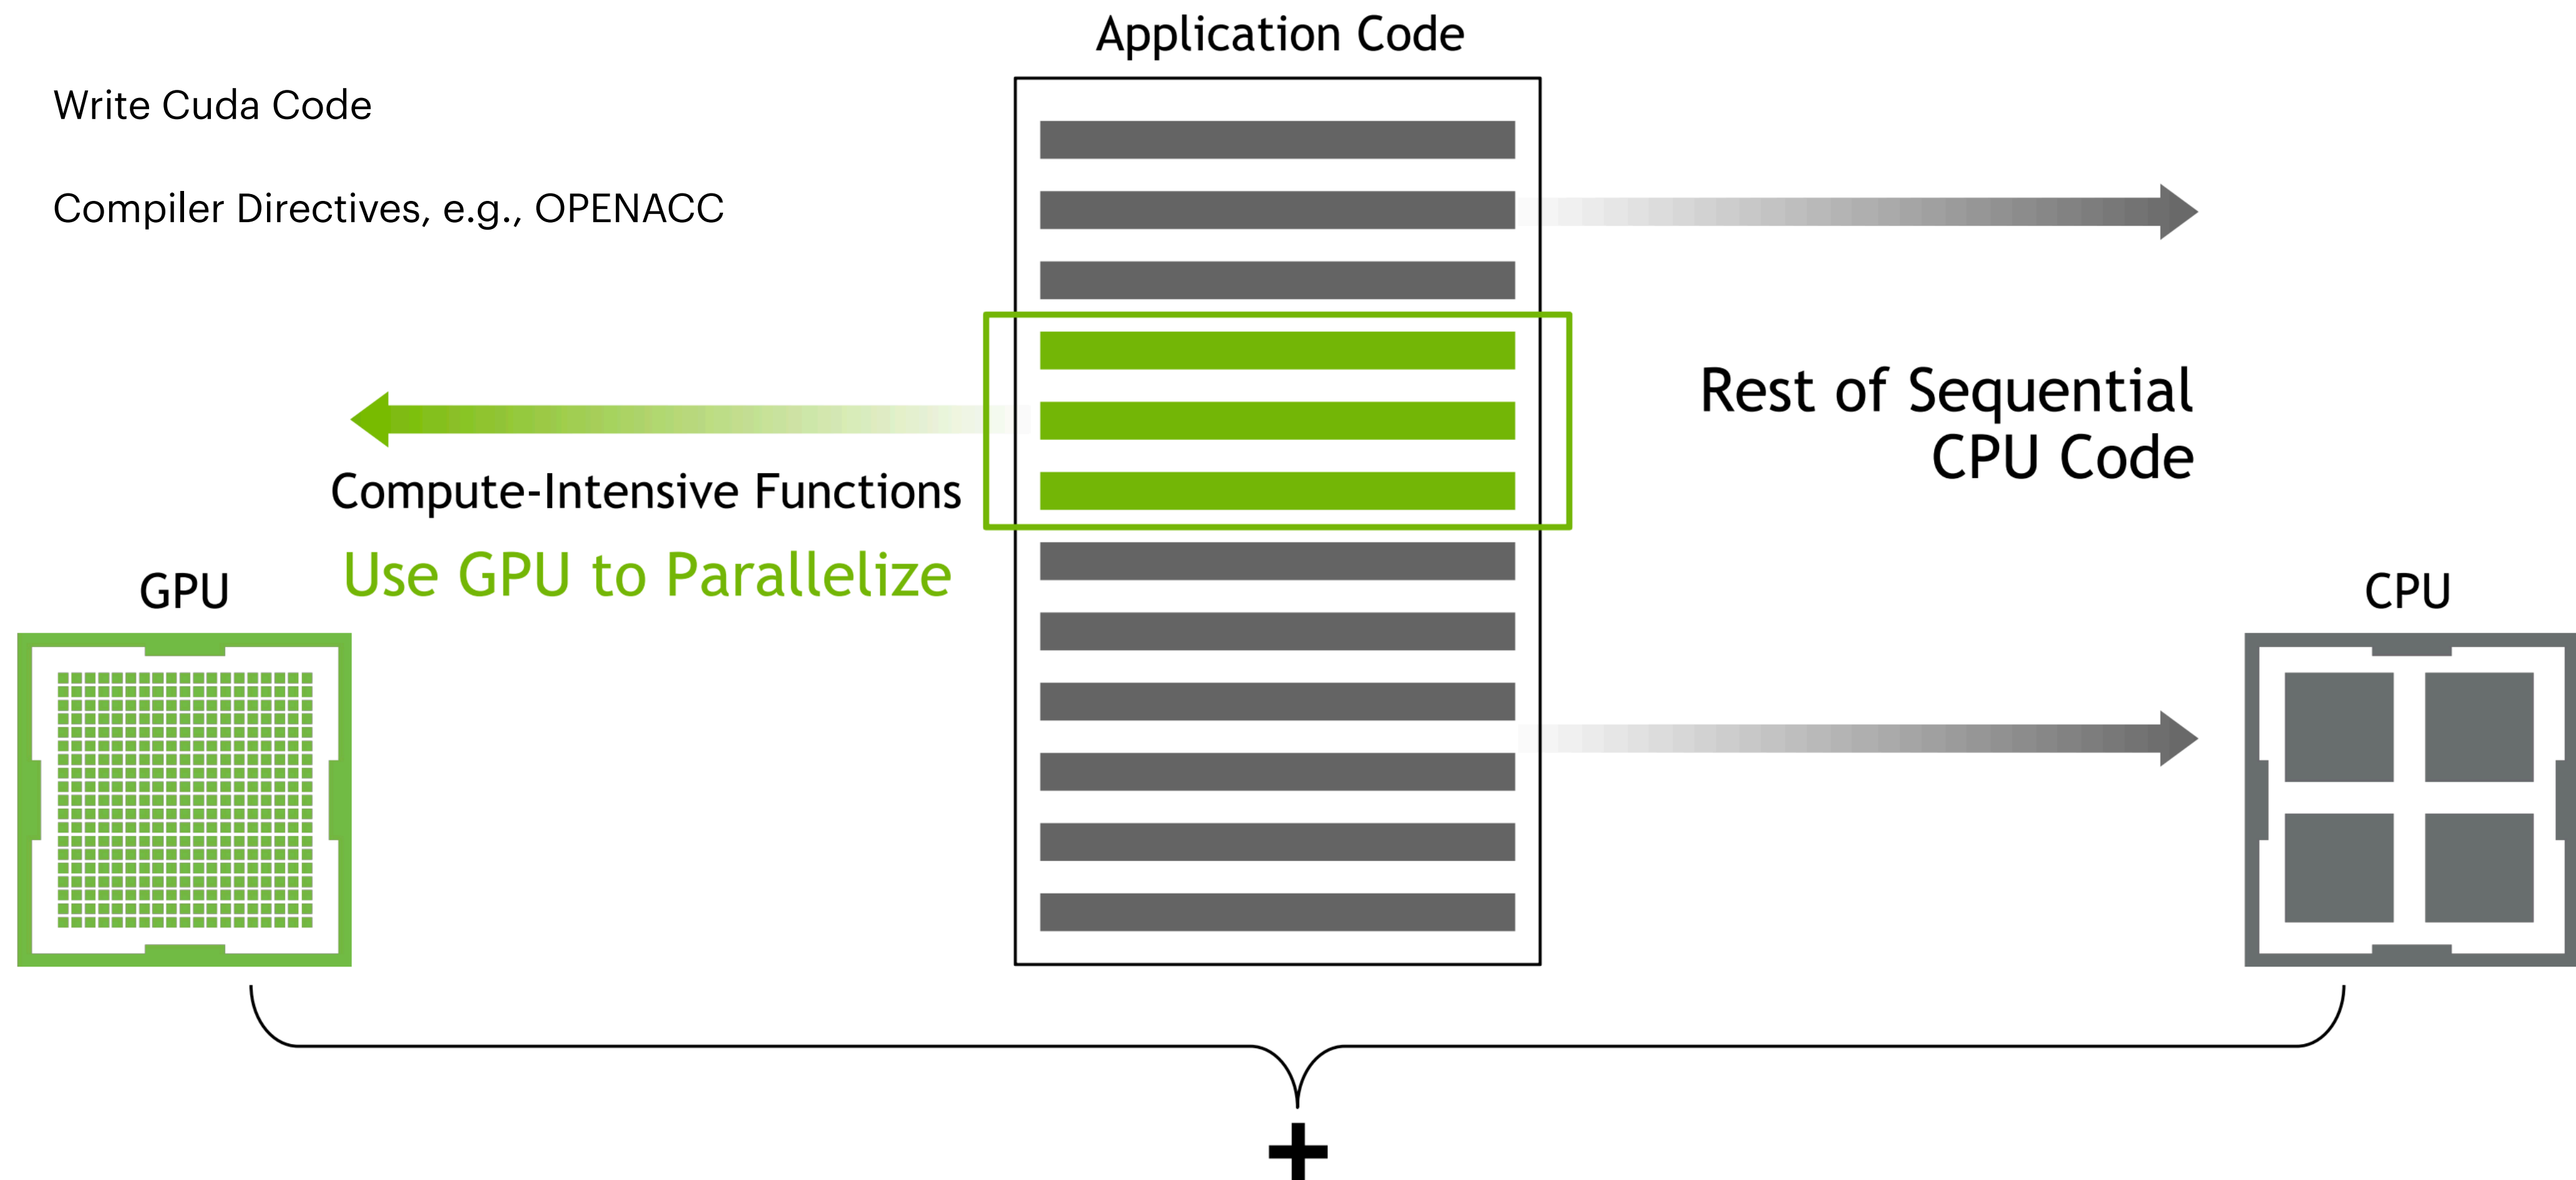 Application Code
Write Cuda Code
Compiler Directives, e.g., OPENACC
Rest of Sequential
CPU Code
Compute-Intensive Functions
Use GPU to Parallelize
GPU
CPU
+